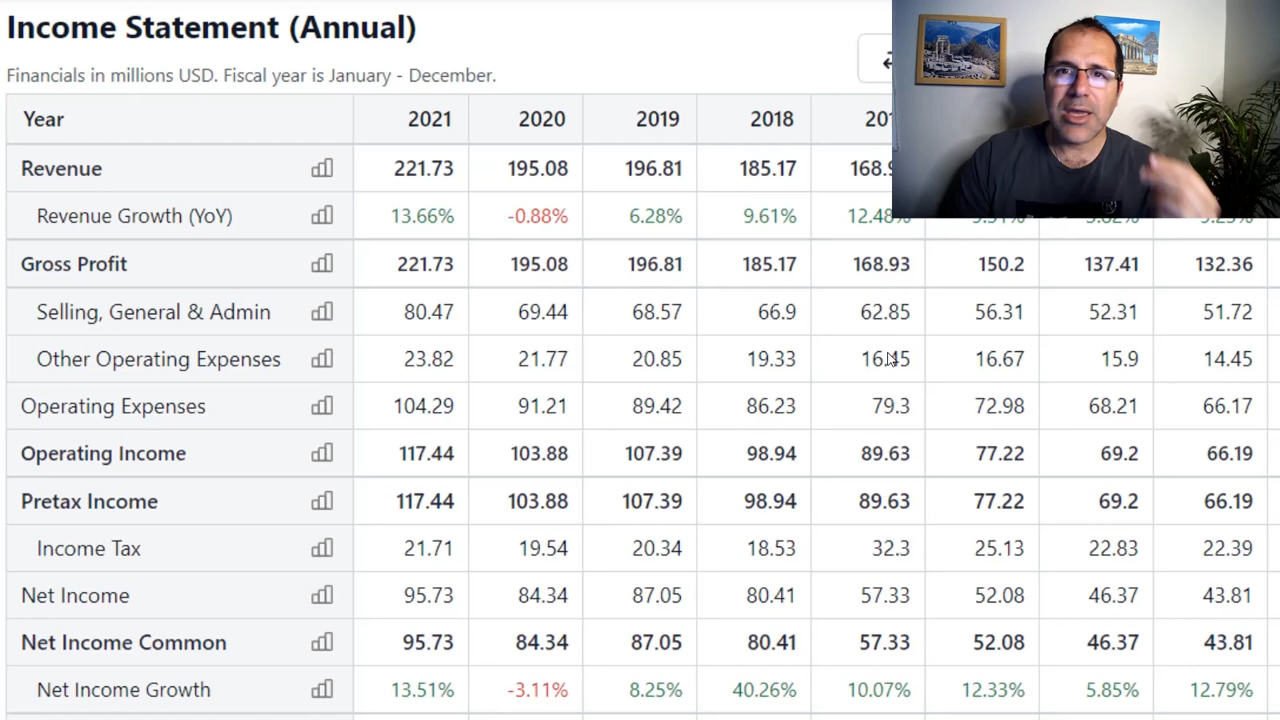 Income Statement (Annual)
Financials in millions USD. Fiscal year is January - December.
Year 2021 2020 2019 2018
Revenue 221.73 195.08 196.81 185.17
Revenue Growth (YoY) 13.66% -0.88% 6.28% 9.61% 12.48%
Gross Profit 221.73 195.08 196.81 185.17 168.93 150.2 137.41 132.36
Selling, General & Admin 80.47 69.44 68.57 66.9 62.85 56.31 52.31 51.72
Other Operating Expenses 23.82 21.77 20.85 19.33 16.45 16.67 15.9 14.45
Operating Expenses 104.29 91.21 89.42 86.23 79.3 72.98 68.21 66.17
Operating Income 117.44 103.88 107.39 98.94 89.63 77.22 69.2 66.19
Pretax Income 117.44 103.88 107.39 98.94 89.63 77.22 69.2 66.19
Income Tax 21.71 19.54 20.34 18.53 32.3 25.13 22.83 22.39
Net Income 95.73 84.34 87.05 80.41 57.33 52.08 46.37 43.81
Net Income Common 95.73 84.34 87.05 80.41 57.33 52.08 46.37 43.81
Net Income Growth 13.51% -3.11% 8.25% 40.26% 10.07% 12.33% 5.85% 12.79%